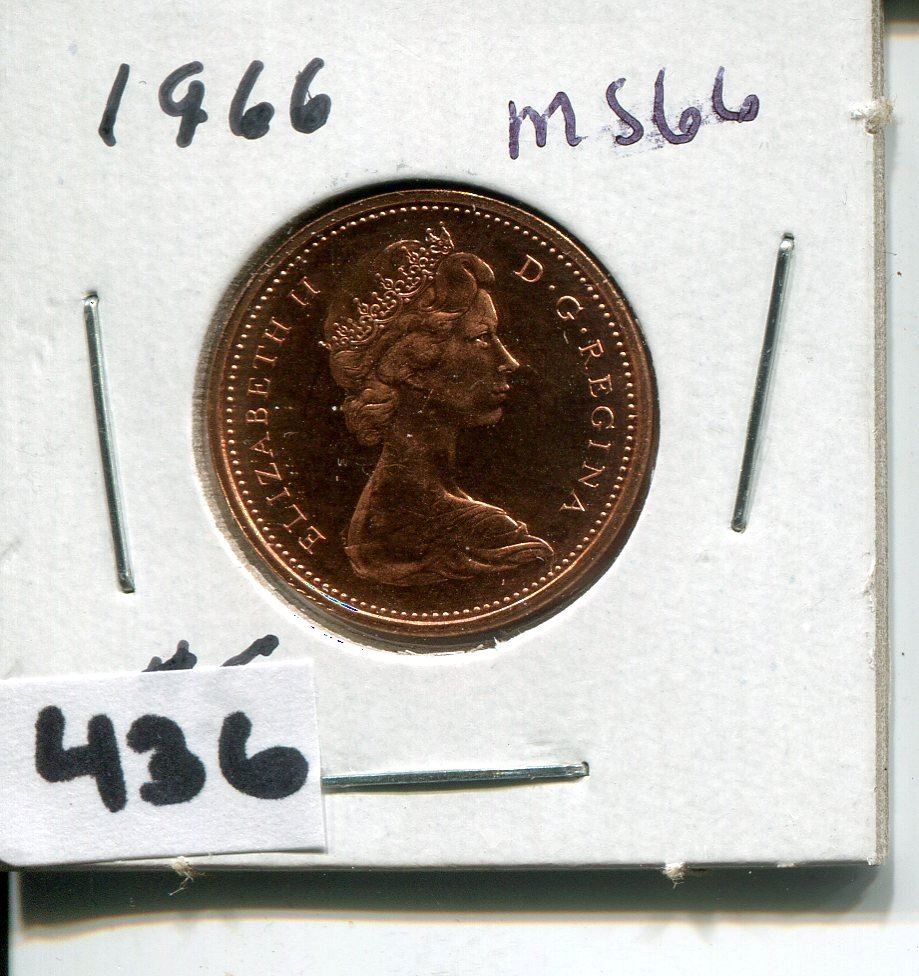 1966 MS66
ELIZABETH II D·G·REGINA
436